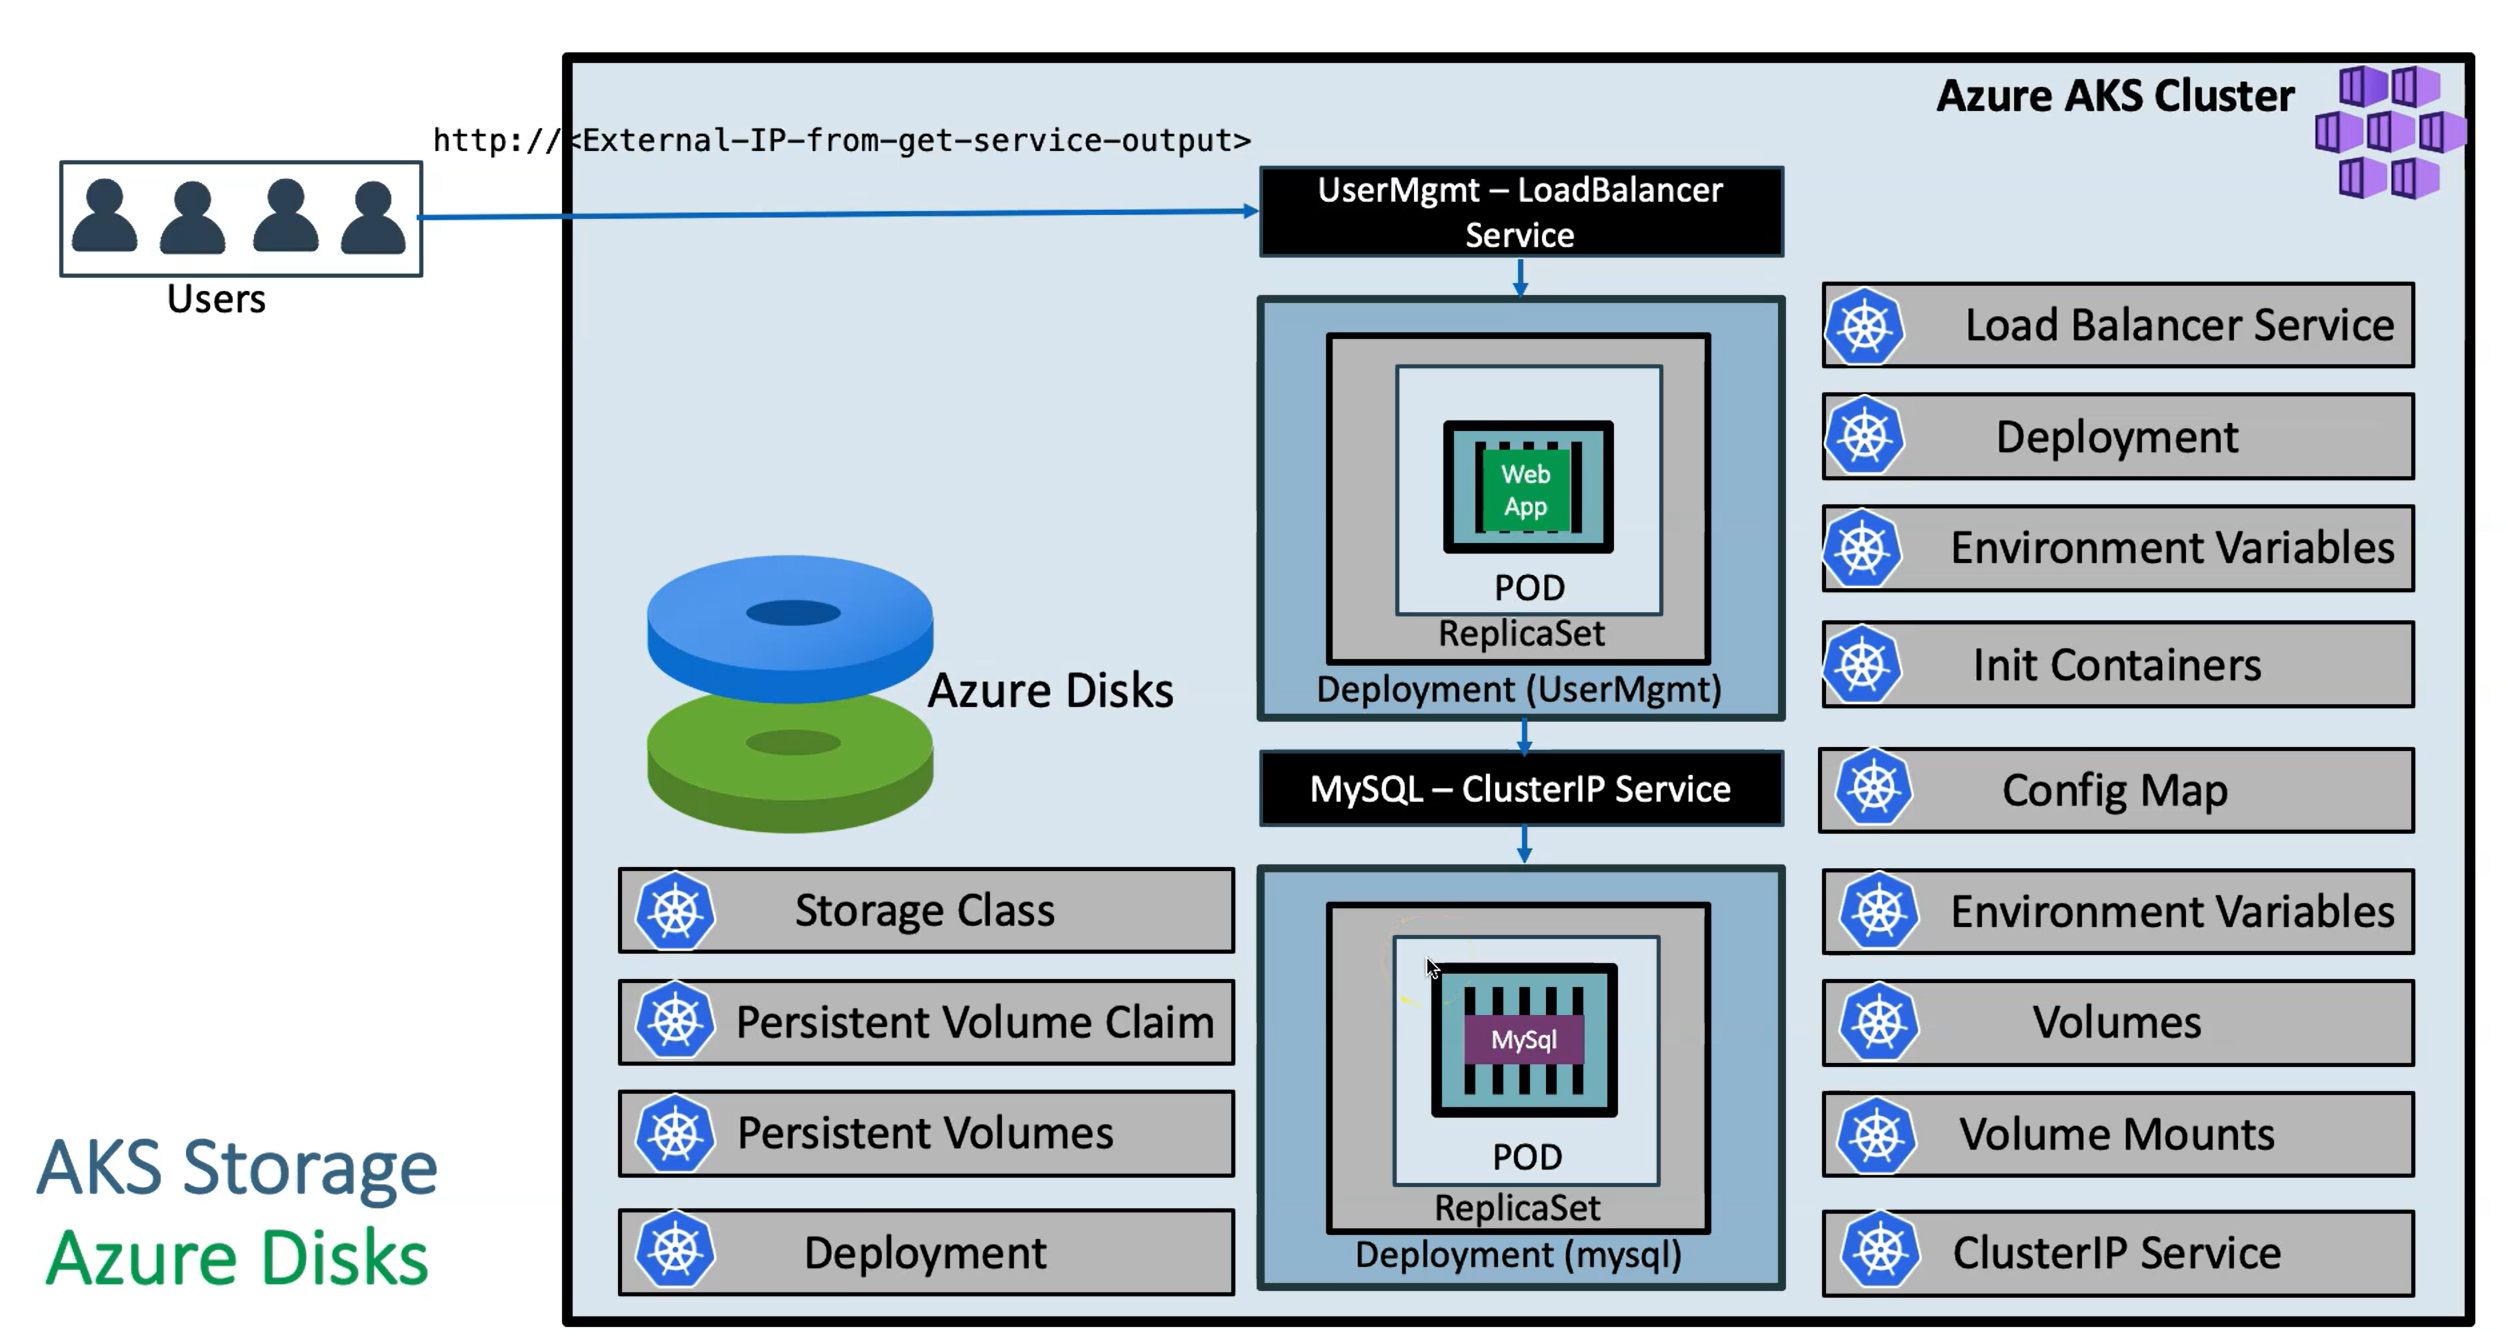 Azure AKS Cluster
http://<External-IP-from-get-service-output>
UserMgmt – LoadBalancer
Service
Users
Load Balancer Service
Deployment
Environment Variables
Init Containers
Web
App
POD
ReplicaSet
Deployment (UserMgmt)
Azure Disks
MySQL – ClusterIP Service
Config Map
Storage Class
Persistent Volume Claim
Persistent Volumes
Deployment
MySql
POD
ReplicaSet
Deployment (mysql)
Environment Variables
Volumes
Volume Mounts
ClusterIP Service
AKS Storage
Azure Disks